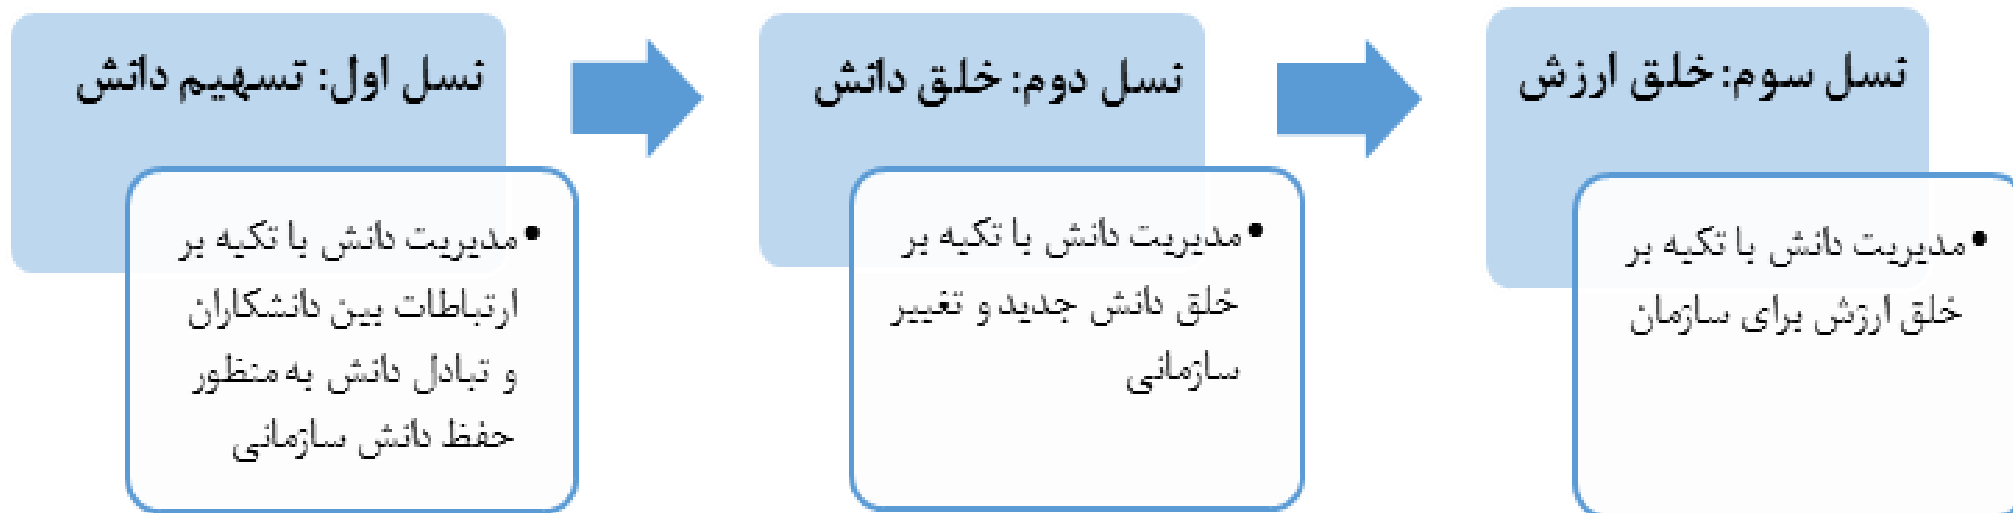 نسل اول: تسهیم دانش
•مدیریت دانش با تکیه بر
ارتباطات بین دانشکاران
و تبادل دانش به منظور
حفظ دانش سازمانی
نسل دوم: خلق دانش
•مدیریت دانش با تکیه بر
خلق دانش جدید و تغییر
سازمانی
نسل سوم: خلق ارزش
•مدیریت دانش با تکیه بر
خلق ارزش برای سازمان